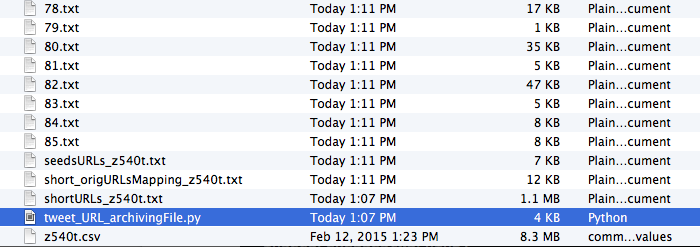 78.txt Today 1:11 PM 17 KB Plain...cument
79.txt Today 1:11 PM 1 KB Plain...cument
80.txt Today 1:11 PM 35 KB Plain...cument
81.txt Today 1:11 PM 5 KB Plain...cument
82.txt Today 1:11 PM 47 KB Plain...cument
83.txt Today 1:11 PM 5 KB Plain...cument
84.txt Today 1:11 PM 8 KB Plain...cument
85.txt Today 1:11 PM 8 KB Plain...cument
seedsURLs_z540t.txt Today 1:11 PM 7 KB Plain...cument
short_origURLsMapping_z540t.txt Today 1:11 PM 12 KB Plain...cument
shortURLs_z540t.txt Today 1:07 PM 1.1 MB Plain...cument
tweet_URL_archivingFile.py Today 1:07 PM 4 KB Python
z540t.csv Feb 12, 2015 1:23 PM 8.3 MB comm...values